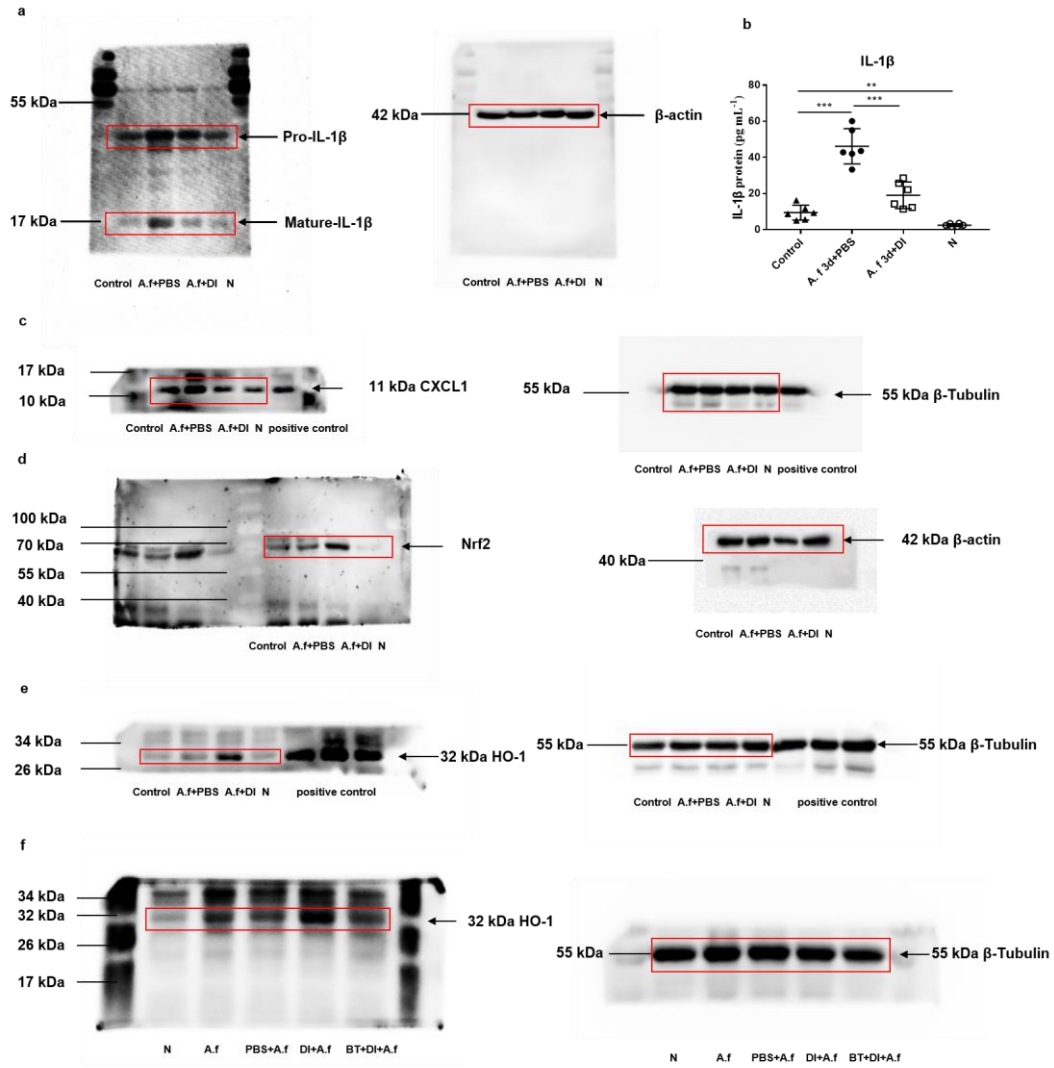 a
55 kDa
Pro-IL-1β
17 kDa
Mature-IL-1β
Control A.f+PBS A.f+DI N
42 kDa
β-actin
Control A.f+PBS A.f+DI N
b
IL-1β
**
***
***
80
60
40
20
0
IL-1β protein (pg mL⁻¹)
Control
A. f 3d+PBS
A. f 3d+DI
N
c
17 kDa
10 kDa
11 kDa CXCL1
Control A.f+PBS A.f+DI N positive control
55 kDa
55 kDa β-Tubulin
Control A.f+PBS A.f+DI N positive control
d
100 kDa
70 kDa
55 kDa
40 kDa
Nrf2
Control A.f+PBS A.f+DI N
40 kDa
42 kDa β-actin
Control A.f+PBS A.f+DI N
e
34 kDa
26 kDa
32 kDa HO-1
Control A.f+PBS A.f+DI N positive control
55 kDa
55 kDa β-Tubulin
Control A.f+PBS A.f+DI N positive control
f
34 kDa
32 kDa
26 kDa
17 kDa
32 kDa HO-1
N A.f PBS+A.f DI+A.f BT+DI+A.f
55 kDa
55 kDa β-Tubulin
N A.f PBS+A.f DI+A.f BT+DI+A.f